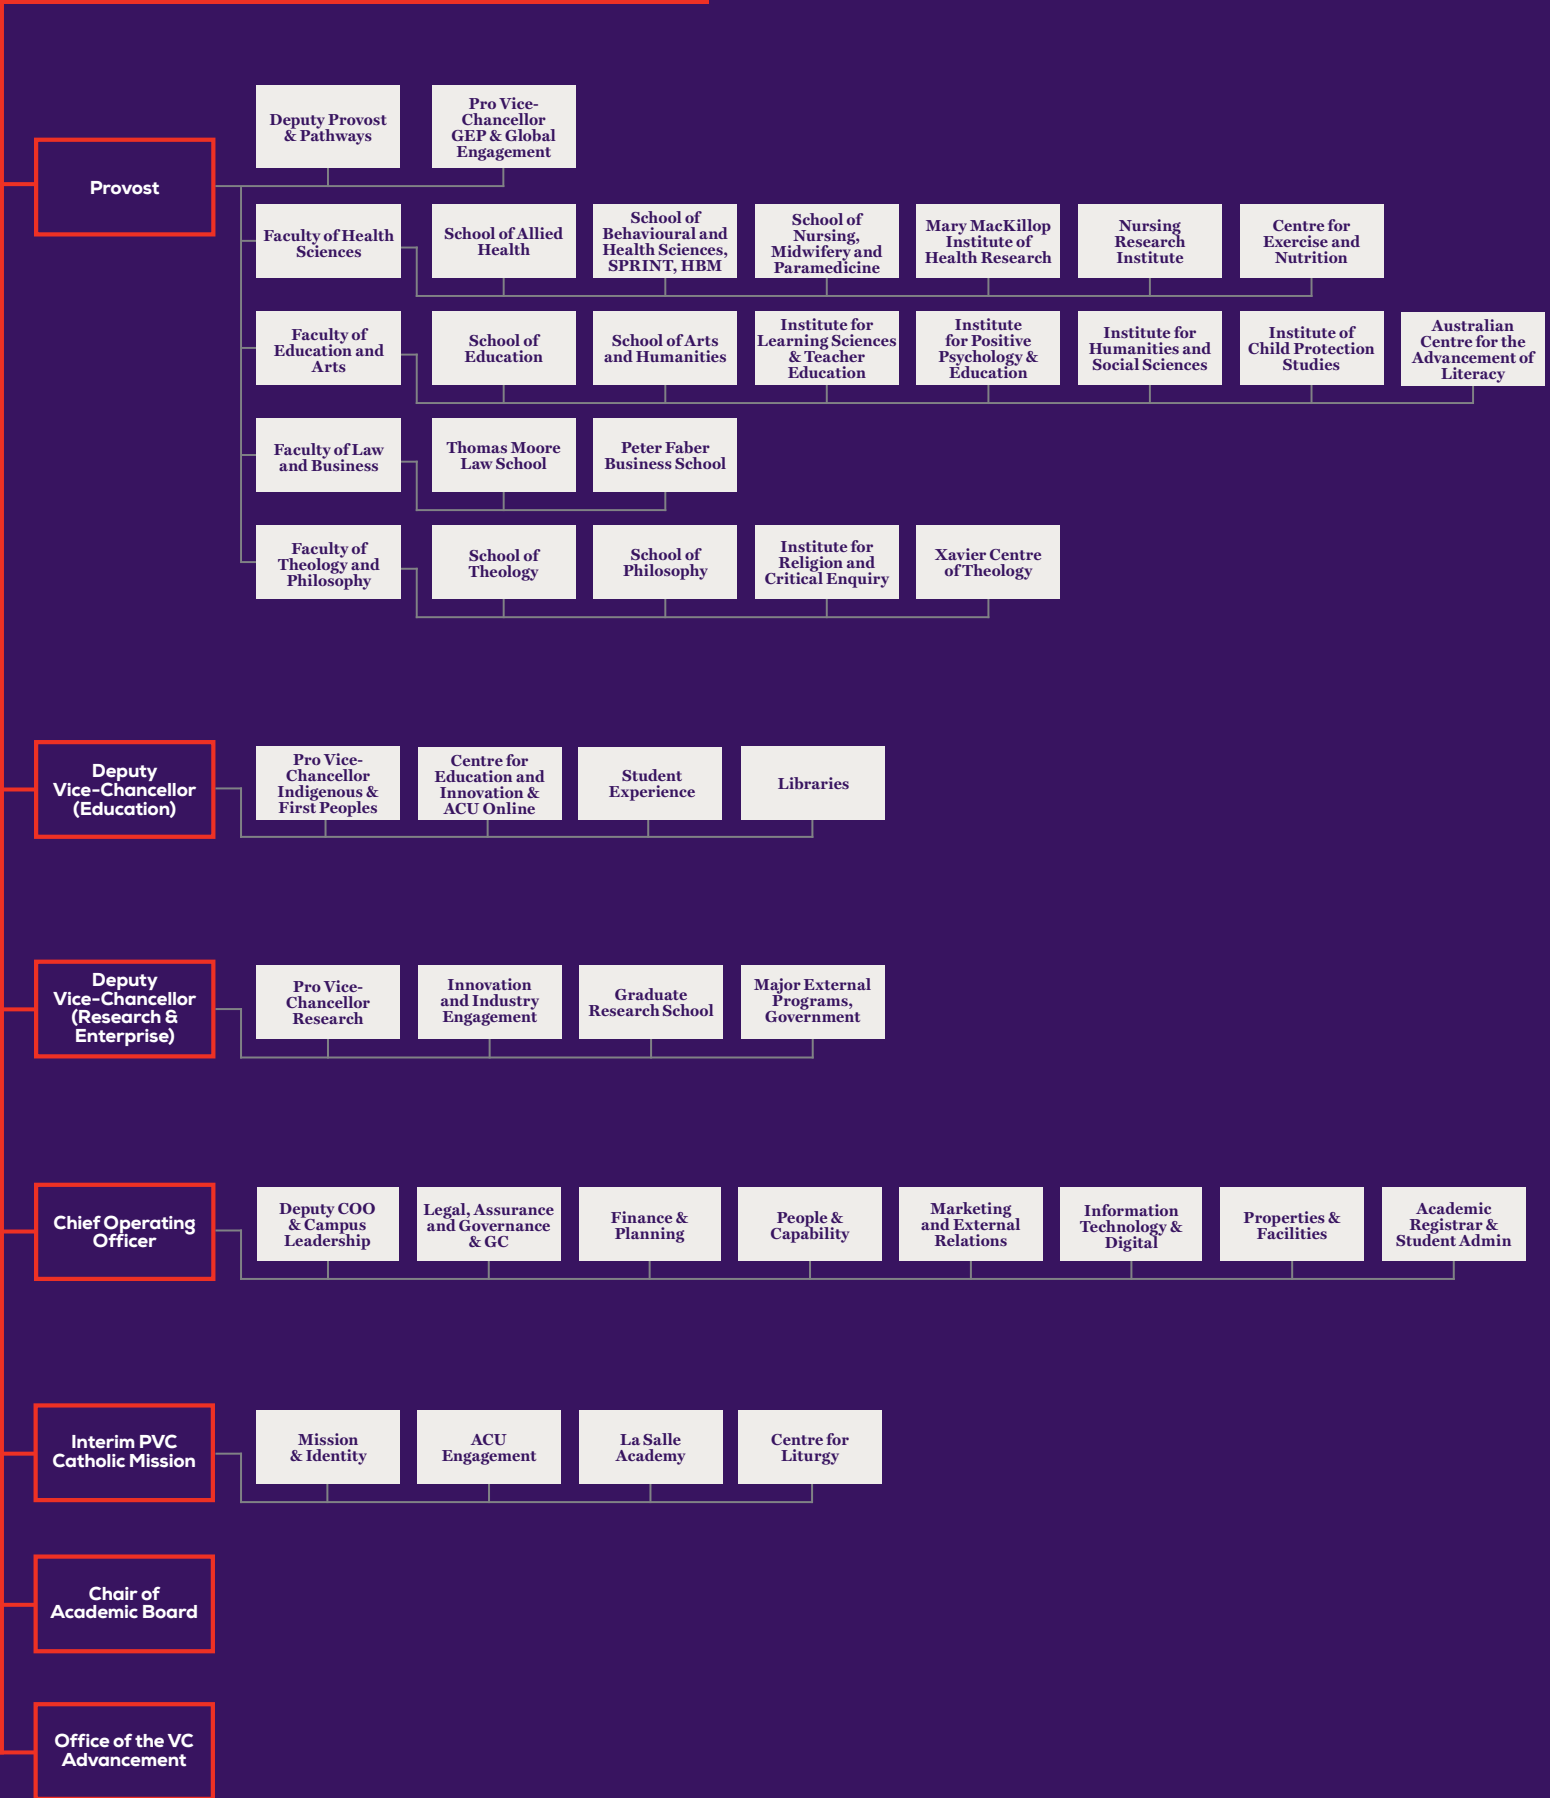 Provost
Deputy Provost
& Pathways
Pro Vice-
Chancellor
GEP & Global
Engagement
Faculty of Health
Sciences
School of Allied
Health
School of
Behavioural and
Health Sciences,
SPRINT, HBM
School of
Nursing,
Midwifery and
Paramedicine
Mary MacKillop
Institute of
Health Research
Nursing
Research
Institute
Centre for
Exercise and
Nutrition
Faculty of
Education and
Arts
School of
Education
School of Arts
and Humanities
Institute for
Learning Sciences
& Teacher
Education
Institute
for Positive
Psychology &
Education
Institute for
Humanities and
Social Sciences
Institute of
Child Protection
Studies
Australian
Centre for the
Advancement of
Literacy
Faculty of Law
and Business
Thomas Moore
Law School
Peter Faber
Business School
Faculty of
Theology and
Philosophy
School of
Theology
School of
Philosophy
Institute for
Religion and
Critical Enquiry
Xavier Centre
of Theology
Deputy
Vice-Chancellor
(Education)
Pro Vice-
Chancellor
Indigenous &
First Peoples
Centre for
Education and
Innovation &
ACU Online
Student
Experience
Libraries
Deputy
Vice-Chancellor
(Research &
Enterprise)
Pro Vice-
Chancellor
Research
Innovation
and Industry
Engagement
Graduate
Research School
Major External
Programs,
Government
Chief Operating
Officer
Deputy COO
& Campus
Leadership
Legal, Assurance
and Governance
& GC
Finance &
Planning
People &
Capability
Marketing
and External
Relations
Information
Technology &
Digital
Properties &
Facilities
Academic
Registrar &
Student Admin
Interim PVC
Catholic Mission
Mission
& Identity
ACU
Engagement
La Salle
Academy
Centre for
Liturgy
Chair of
Academic Board
Office of the VC
Advancement